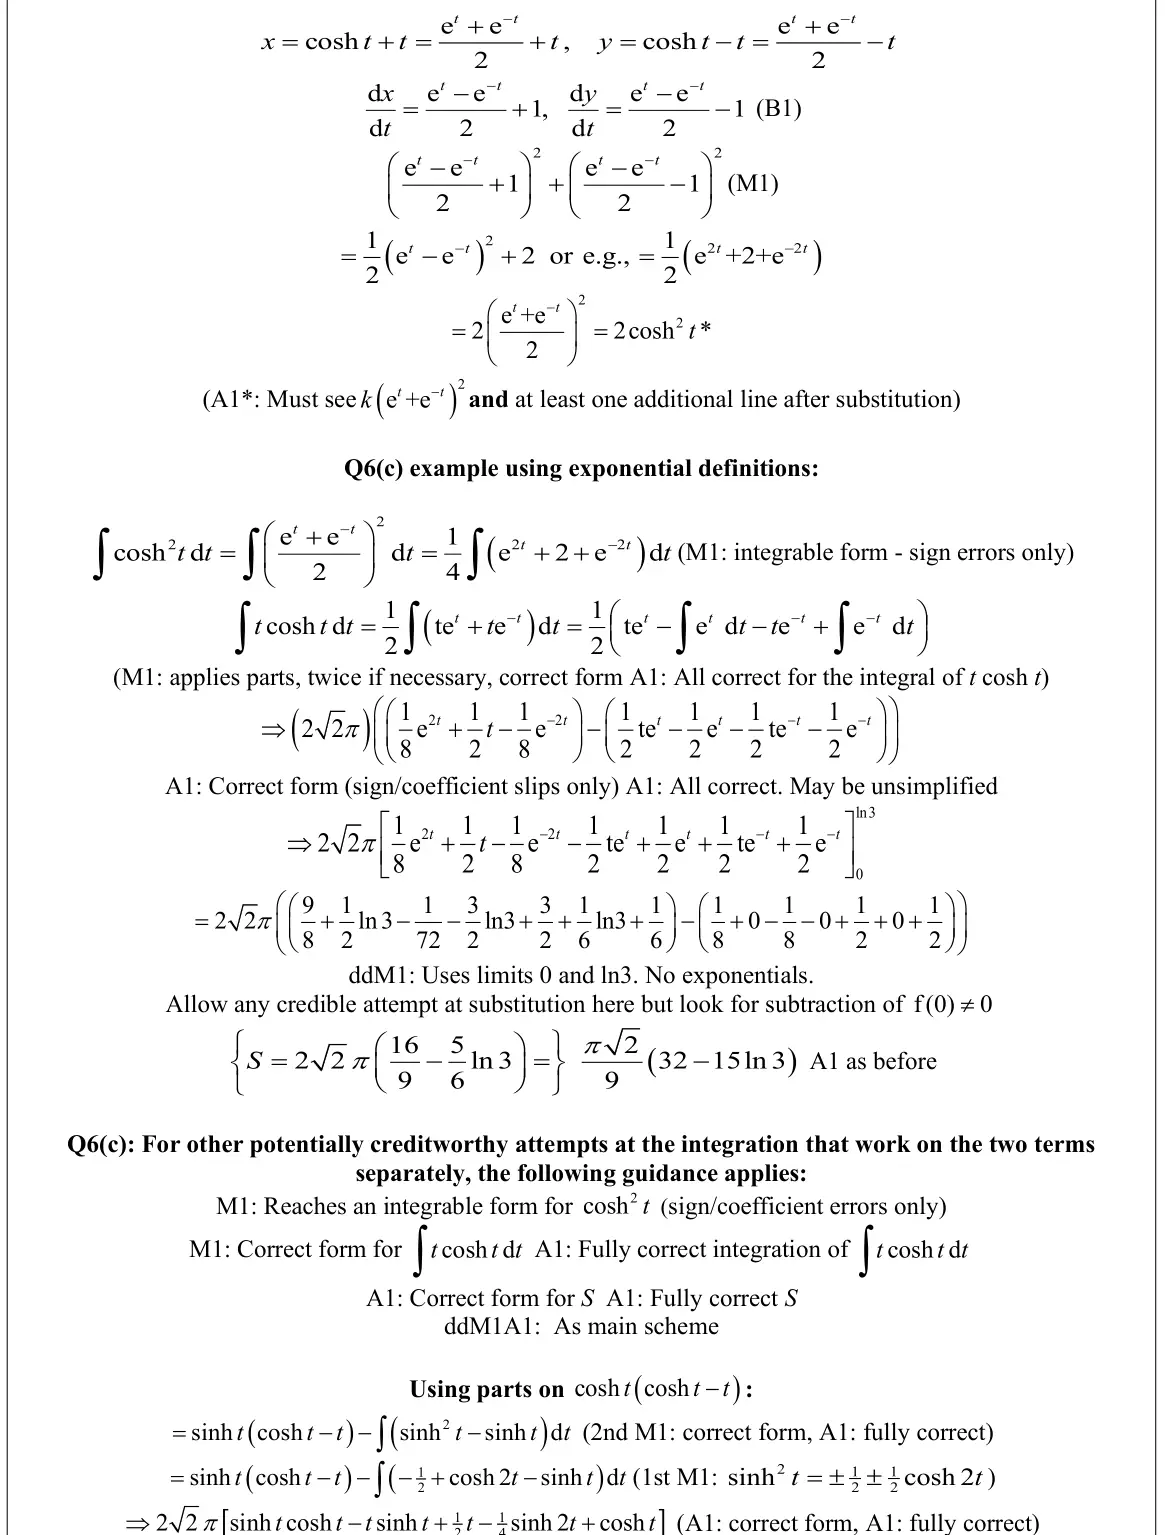 x = cosh t + t = (e^t + e^−t)/2 + t ,   y = cosh t − t = (e^t + e^−t)/2 − t
dx/dt = (e^t − e^−t)/2 + 1,   dy/dt = (e^t − e^−t)/2 − 1 (B1)
((e^t − e^−t)/2 + 1)^2 + ((e^t − e^−t)/2 − 1)^2 (M1)
= 1/2 (e^t − e^−t)^2 + 2 or e.g., = 1/2 (e^2t +2+e^−2t)
= 2((e^t +e^−t)/2)^2 = 2cosh^2 t *
(A1*: Must see k(e^t +e^−t)^2 and at least one additional line after substitution)
Q6(c) example using exponential definitions:
∫cosh^2 t dt = ∫((e^t + e^−t)/2)^2 dt = 1/4 ∫(e^2t + 2 + e^−2t)dt (M1: integrable form - sign errors only)
∫t cosh t dt = 1/2 ∫(te^t + te^−t)dt = 1/2 (te^t − ∫e^t dt − te^−t + ∫e^−t dt)
(M1: applies parts, twice if necessary, correct form A1: All correct for the integral of t cosh t)
⇒ (2√2π)((1/8 e^2t + 1/2 t − 1/8 e^−2t) − (1/2 te^t − 1/2 e^t − 1/2 te^−t − 1/2 e^−t))
A1: Correct form (sign/coefficient slips only) A1: All correct. May be unsimplified
⇒ 2√2π[1/8 e^2t + 1/2 t − 1/8 e^−2t − 1/2 te^t + 1/2 e^t + 1/2 te^−t + 1/2 e^−t]_0^ln3
= 2√2π((9/8 + 1/2 ln 3 − 1/72 − 3/2 ln3 + 3/2 + 1/6 ln3 + 1/6) − (1/8 + 0 − 1/8 − 0 + 1/2 + 0 + 1/2))
ddM1: Uses limits 0 and ln3. No exponentials.
Allow any credible attempt at substitution here but look for subtraction of f(0) ≠ 0
{S = 2√2 π(16/9 − 5/6 ln 3) =} π√2/9 (32 − 15 ln 3) A1 as before
Q6(c): For other potentially creditworthy attempts at the integration that work on the two terms
separately, the following guidance applies:
M1: Reaches an integrable form for cosh^2 t (sign/coefficient errors only)
M1: Correct form for ∫t cosh t dt A1: Fully correct integration of ∫t cosh t dt
A1: Correct form for S A1: Fully correct S
ddM1A1: As main scheme
Using parts on cosh t(cosh t − t):
= sinh t(cosh t − t) − ∫(sinh^2 t − sinh t)dt (2nd M1: correct form, A1: fully correct)
= sinh t(cosh t − t) − ∫(−1/2 + cosh 2t − sinh t)dt (1st M1: sinh^2 t = ± 1/2 ± 1/2 cosh 2t)
⇒ 2√2 π[sinh t cosh t − t sinh t + 1/2 t − 1/4 sinh 2t + cosh t] (A1: correct form, A1: fully correct)